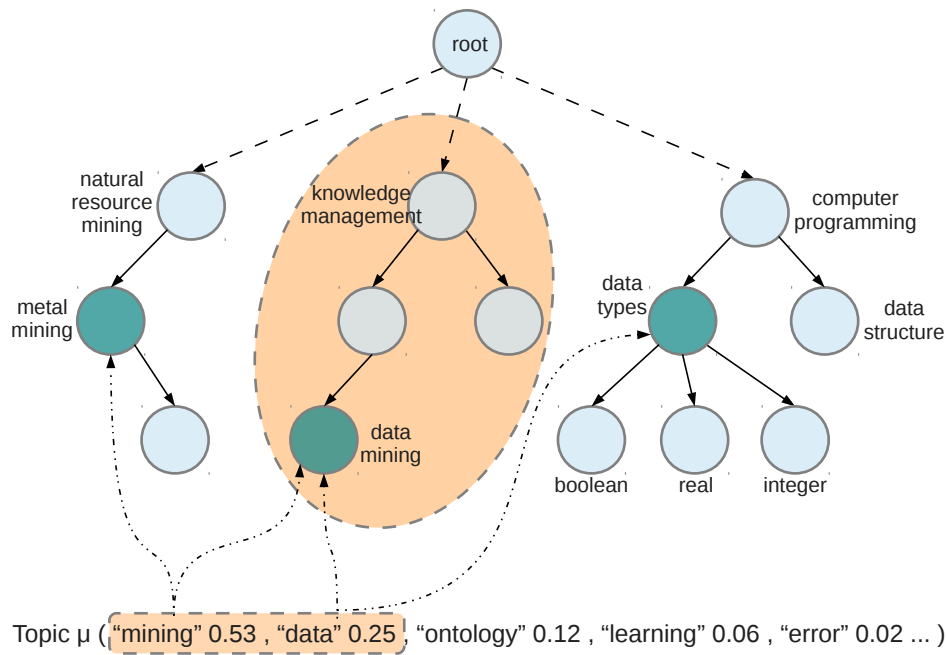 root
natural
resource
mining
knowledge
management
computer
programming
metal
mining
data
types
data
structure
data
mining
boolean
real
integer
Topic μ ( “mining” 0.53 , “data” 0.25 , “ontology” 0.12 , “learning” 0.06 , “error” 0.02 ... )